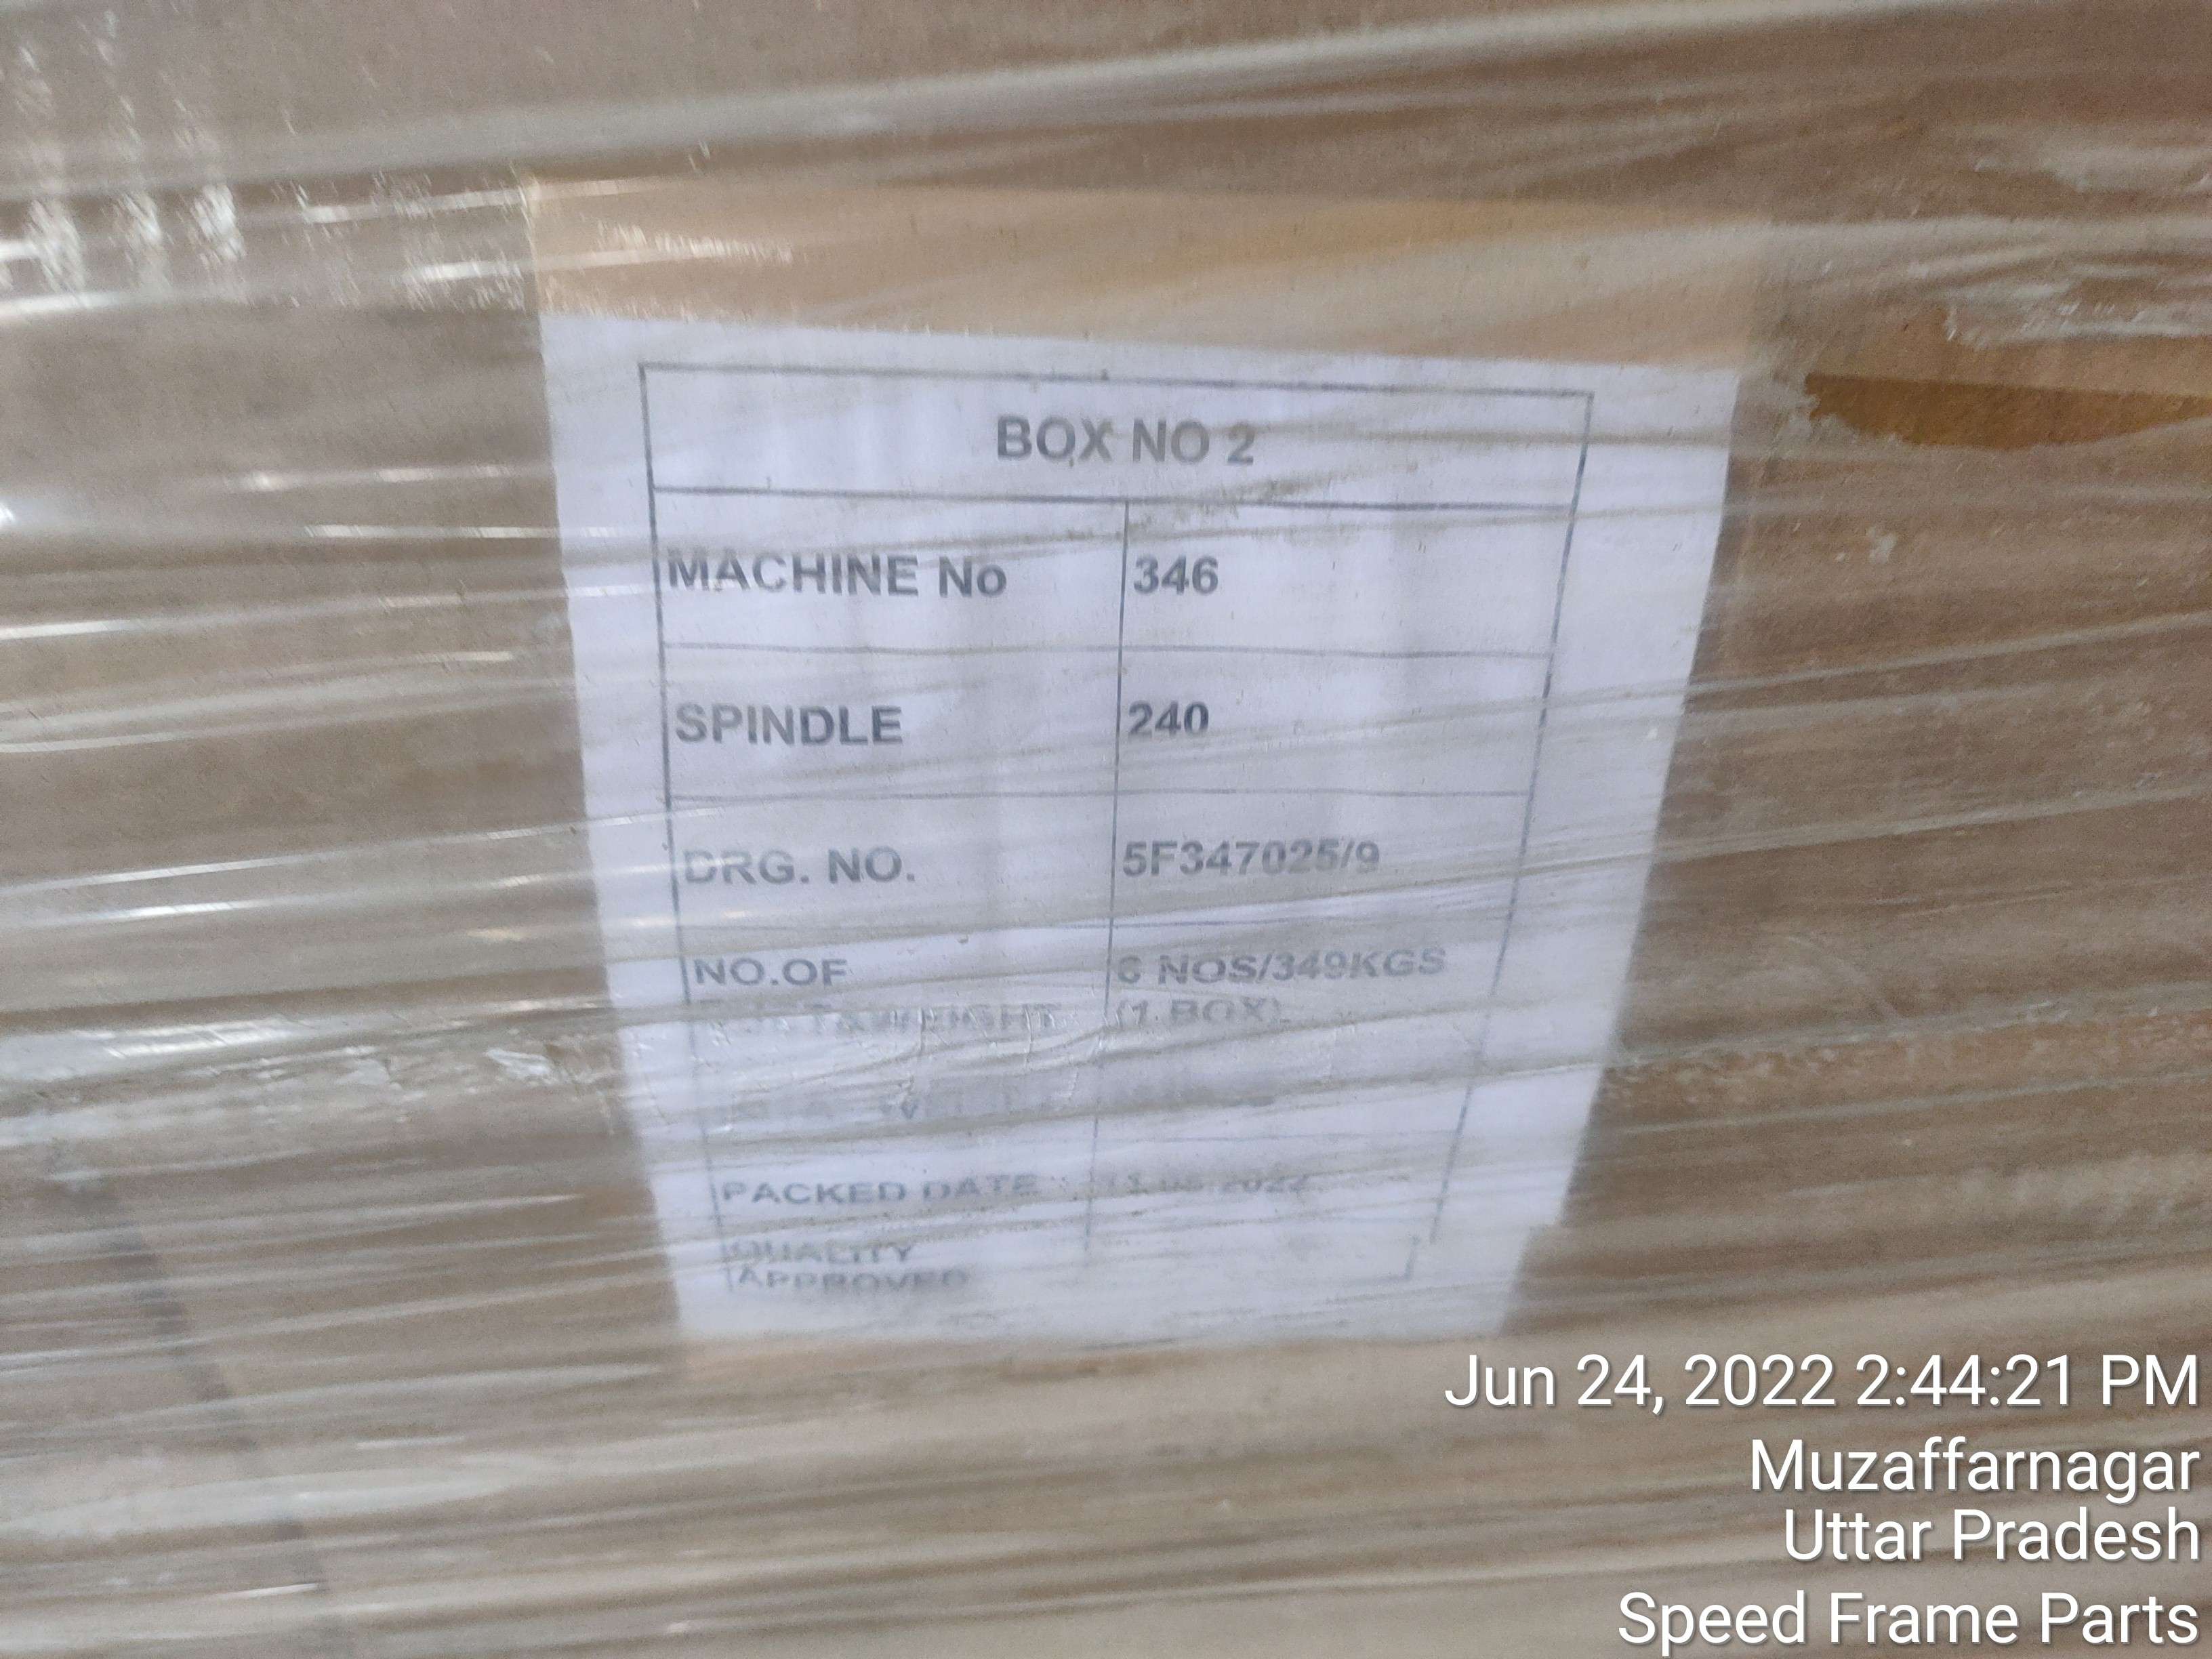 BOX NO 2
MACHINE No 346
SPINDLE 240
DRG. NO. 5F347025/9
NO.OF 6 NOS/349KGS
(1 BOX)
PACKED DATE
QUALITY
APPROVED
Jun 24, 2022 2:44:21 PM
Muzaffarnagar
Uttar Pradesh
Speed Frame Parts